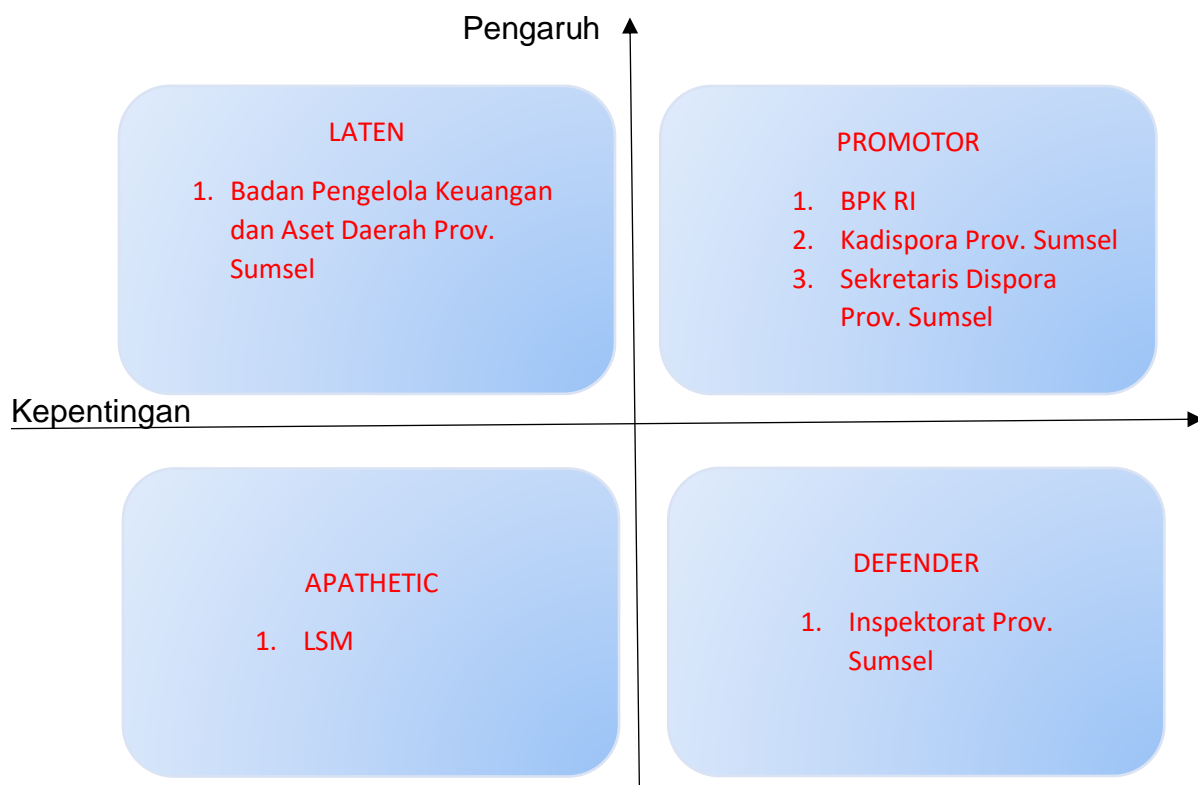 Pengaruh
LATEN
1. Badan Pengelola Keuangan
dan Aset Daerah Prov.
Sumsel
PROMOTOR
1. BPK RI
2. Kadispora Prov. Sumsel
3. Sekretaris Dispora
Prov. Sumsel
Kepentingan
APATHETIC
1. LSM
DEFENDER
1. Inspektorat Prov.
Sumsel